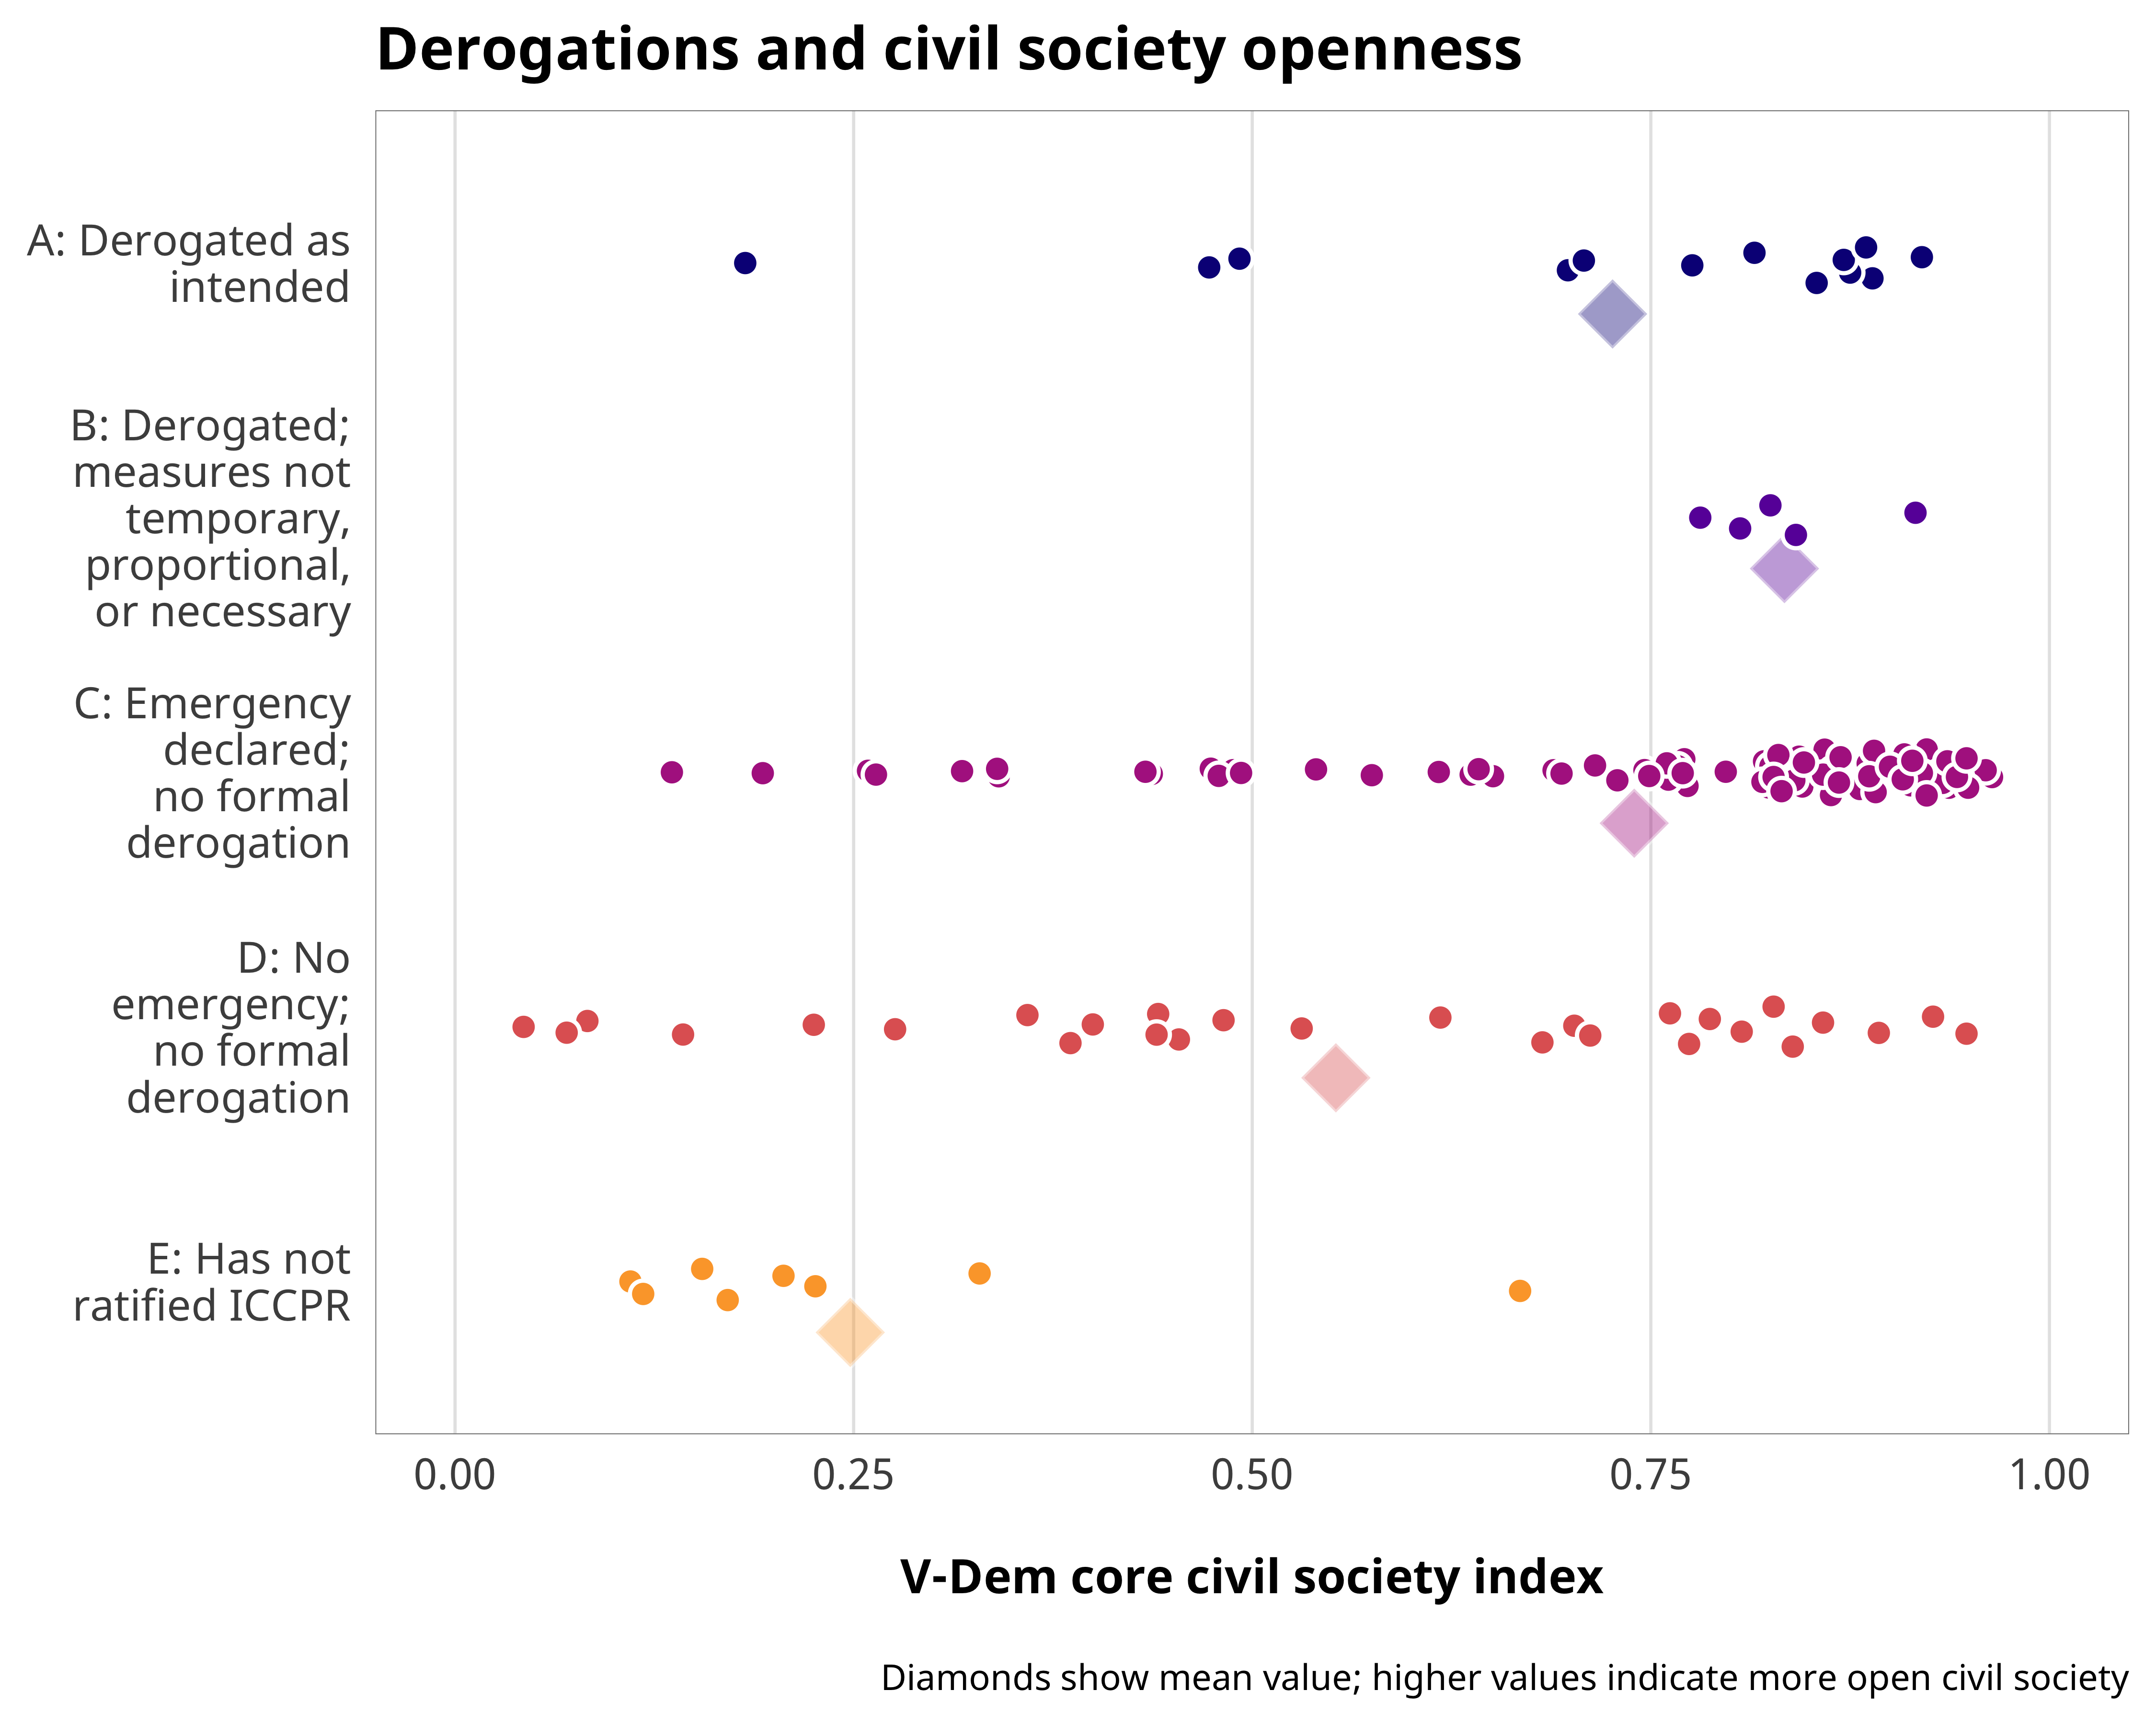 Derogations and civil society openness
A: Derogated as
intended
B: Derogated;
measures not
temporary,
proportional,
or necessary
C: Emergency
declared;
no formal
derogation
D: No
emergency;
no formal
derogation
E: Has not
ratified ICCPR
0.00 0.25 0.50 0.75 1.00
V-Dem core civil society index
Diamonds show mean value; higher values indicate more open civil society